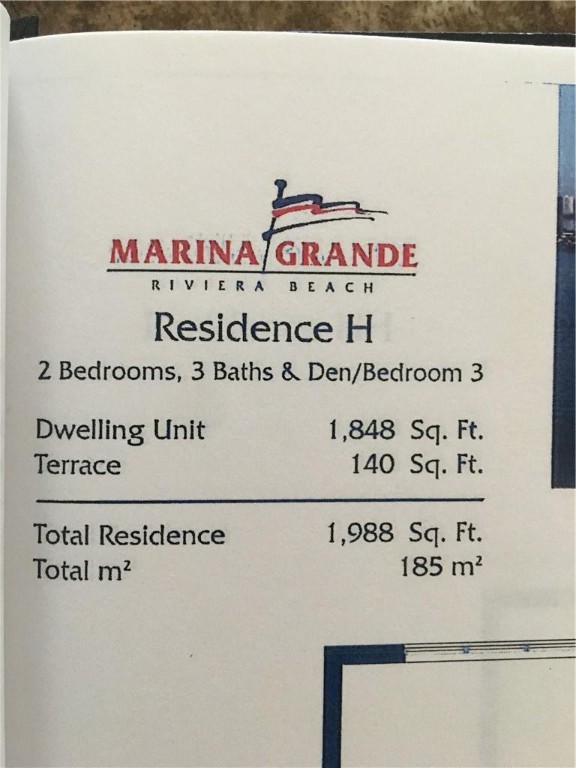 MARINA GRANDE
RIVIERA BEACH
Residence H
2 Bedrooms, 3 Baths & Den/Bedroom 3
Dwelling Unit 1,848 Sq. Ft.
Terrace 140 Sq. Ft.
Total Residence 1,988 Sq. Ft.
Total m² 185 m²